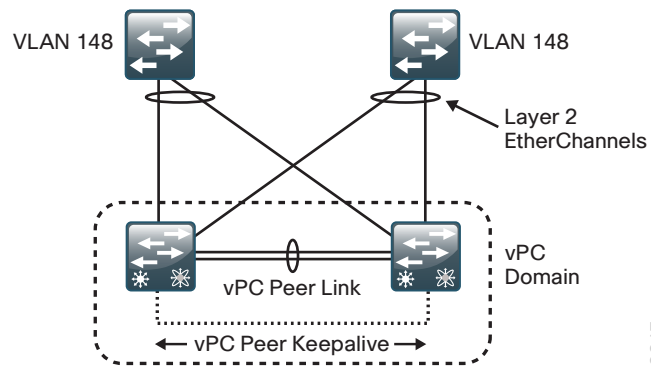 VLAN 148
VLAN 148
Layer 2
EtherChannels
vPC
Domain
vPC Peer Link
vPC Peer Keepalive